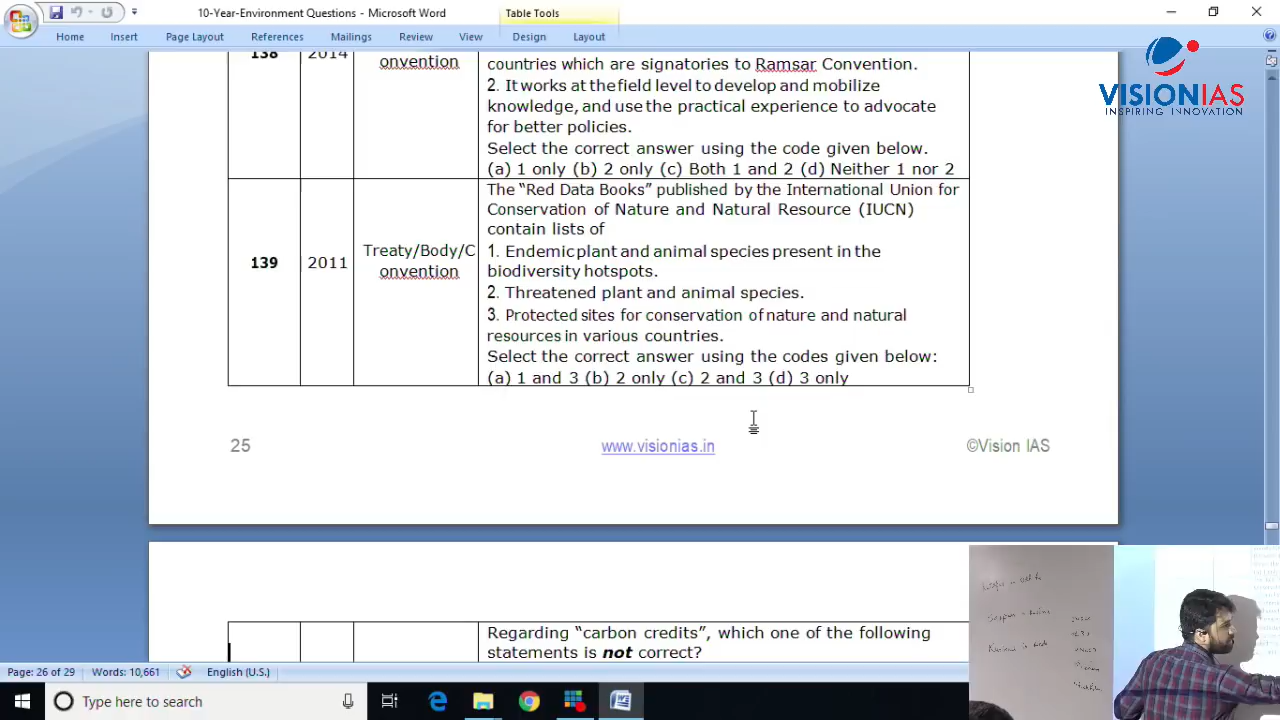 10-Year-Environment Questions - Microsoft Word
Table Tools
Home Insert Page Layout References Mailings Review View Design Layout
VISIONIAS
INSPIRING INNOVATION
138 2014 onvention
countries which are signatories to Ramsar Convention.
2. It works at the field level to develop and mobilize
knowledge, and use the practical experience to advocate
for better policies.
Select the correct answer using the code given below.
(a) 1 only (b) 2 only (c) Both 1 and 2 (d) Neither 1 nor 2
139 2011 Treaty/Body/C
onvention
The “Red Data Books” published by the International Union for
Conservation of Nature and Natural Resource (IUCN)
contain lists of
1. Endemic plant and animal species present in the
biodiversity hotspots.
2. Threatened plant and animal species.
3. Protected sites for conservation of nature and natural
resources in various countries.
Select the correct answer using the codes given below:
(a) 1 and 3 (b) 2 only (c) 2 and 3 (d) 3 only
25 www.visionias.in ©Vision IAS
Regarding “carbon credits”, which one of the following
statements is not correct?
Page: 26 of 29 Words: 10,661 English (U.S.)
Type here to search